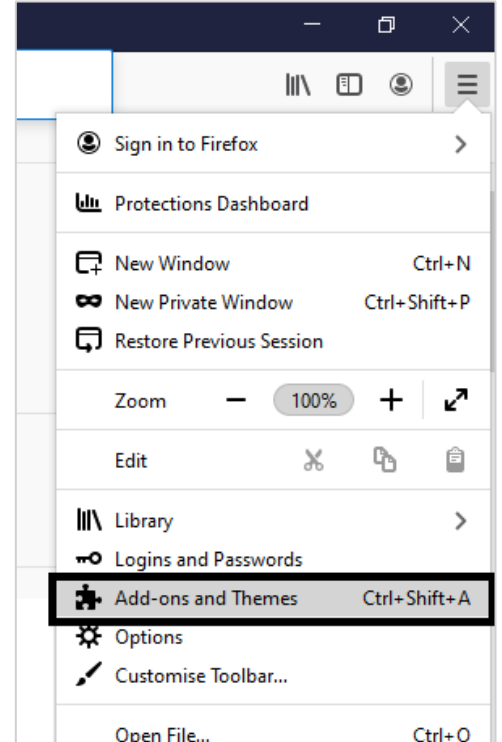 Sign in to Firefox
Protections Dashboard
New Window Ctrl+N
New Private Window Ctrl+Shift+P
Restore Previous Session
Zoom 100%
Edit
Library
Logins and Passwords
Add-ons and Themes Ctrl+Shift+A
Options
Customise Toolbar...
Open File... Ctrl+O